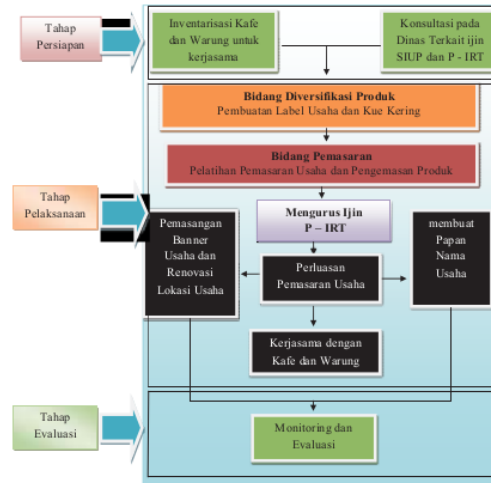 Tahap
Persiapan
Inventarisasi Kafe
dan Warung untuk
kerjasama
Konsultasi pada
Dinas Terkait ijin
SIUP dan P - IRT
Bidang Diversifikasi Produk
Pembuatan Label Usaha dan Kue Kering
Bidang Pemasaran
Pelatihan Pemasaran Usaha dan Pengemasan Produk
Tahap
Pelaksanaan
Mengurus Ijin
P – IRT
Pemasangan
Banner
Usaha dan
Renovasi
Lokasi Usaha
Perluasan
Pemasaran Usaha
membuat
Papan
Nama
Usaha
Kerjasama dengan
Kafe dan Warung
Tahap
Evaluasi
Monitoring dan
Evaluasi